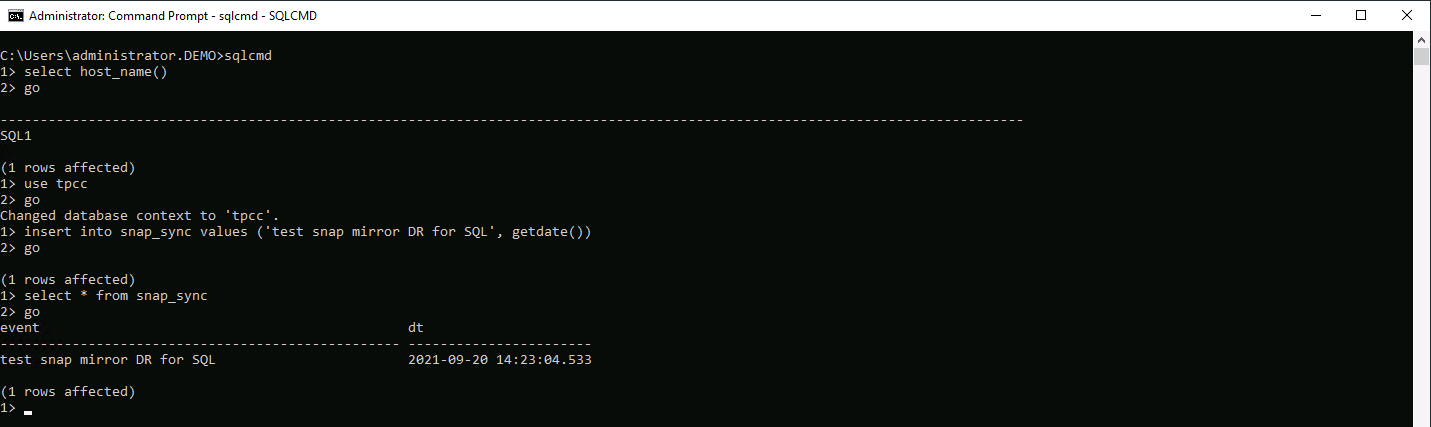 Administrator: Command Prompt - sqlcmd - SQLCMD
C:\Users\administrator.DEMO>sqlcmd
1> select host_name()
2> go
--------------------------------------------------------------------------------------------------------------------------------
SQL1
(1 rows affected)
1> use tpcc
2> go
Changed database context to 'tpcc'.
1> insert into snap_sync values ('test snap mirror DR for SQL', getdate())
2> go
(1 rows affected)
1> select * from snap_sync
2> go
event                                              dt
-------------------------------------------------- -----------------------
test snap mirror DR for SQL                        2021-09-20 14:23:04.533
(1 rows affected)
1>